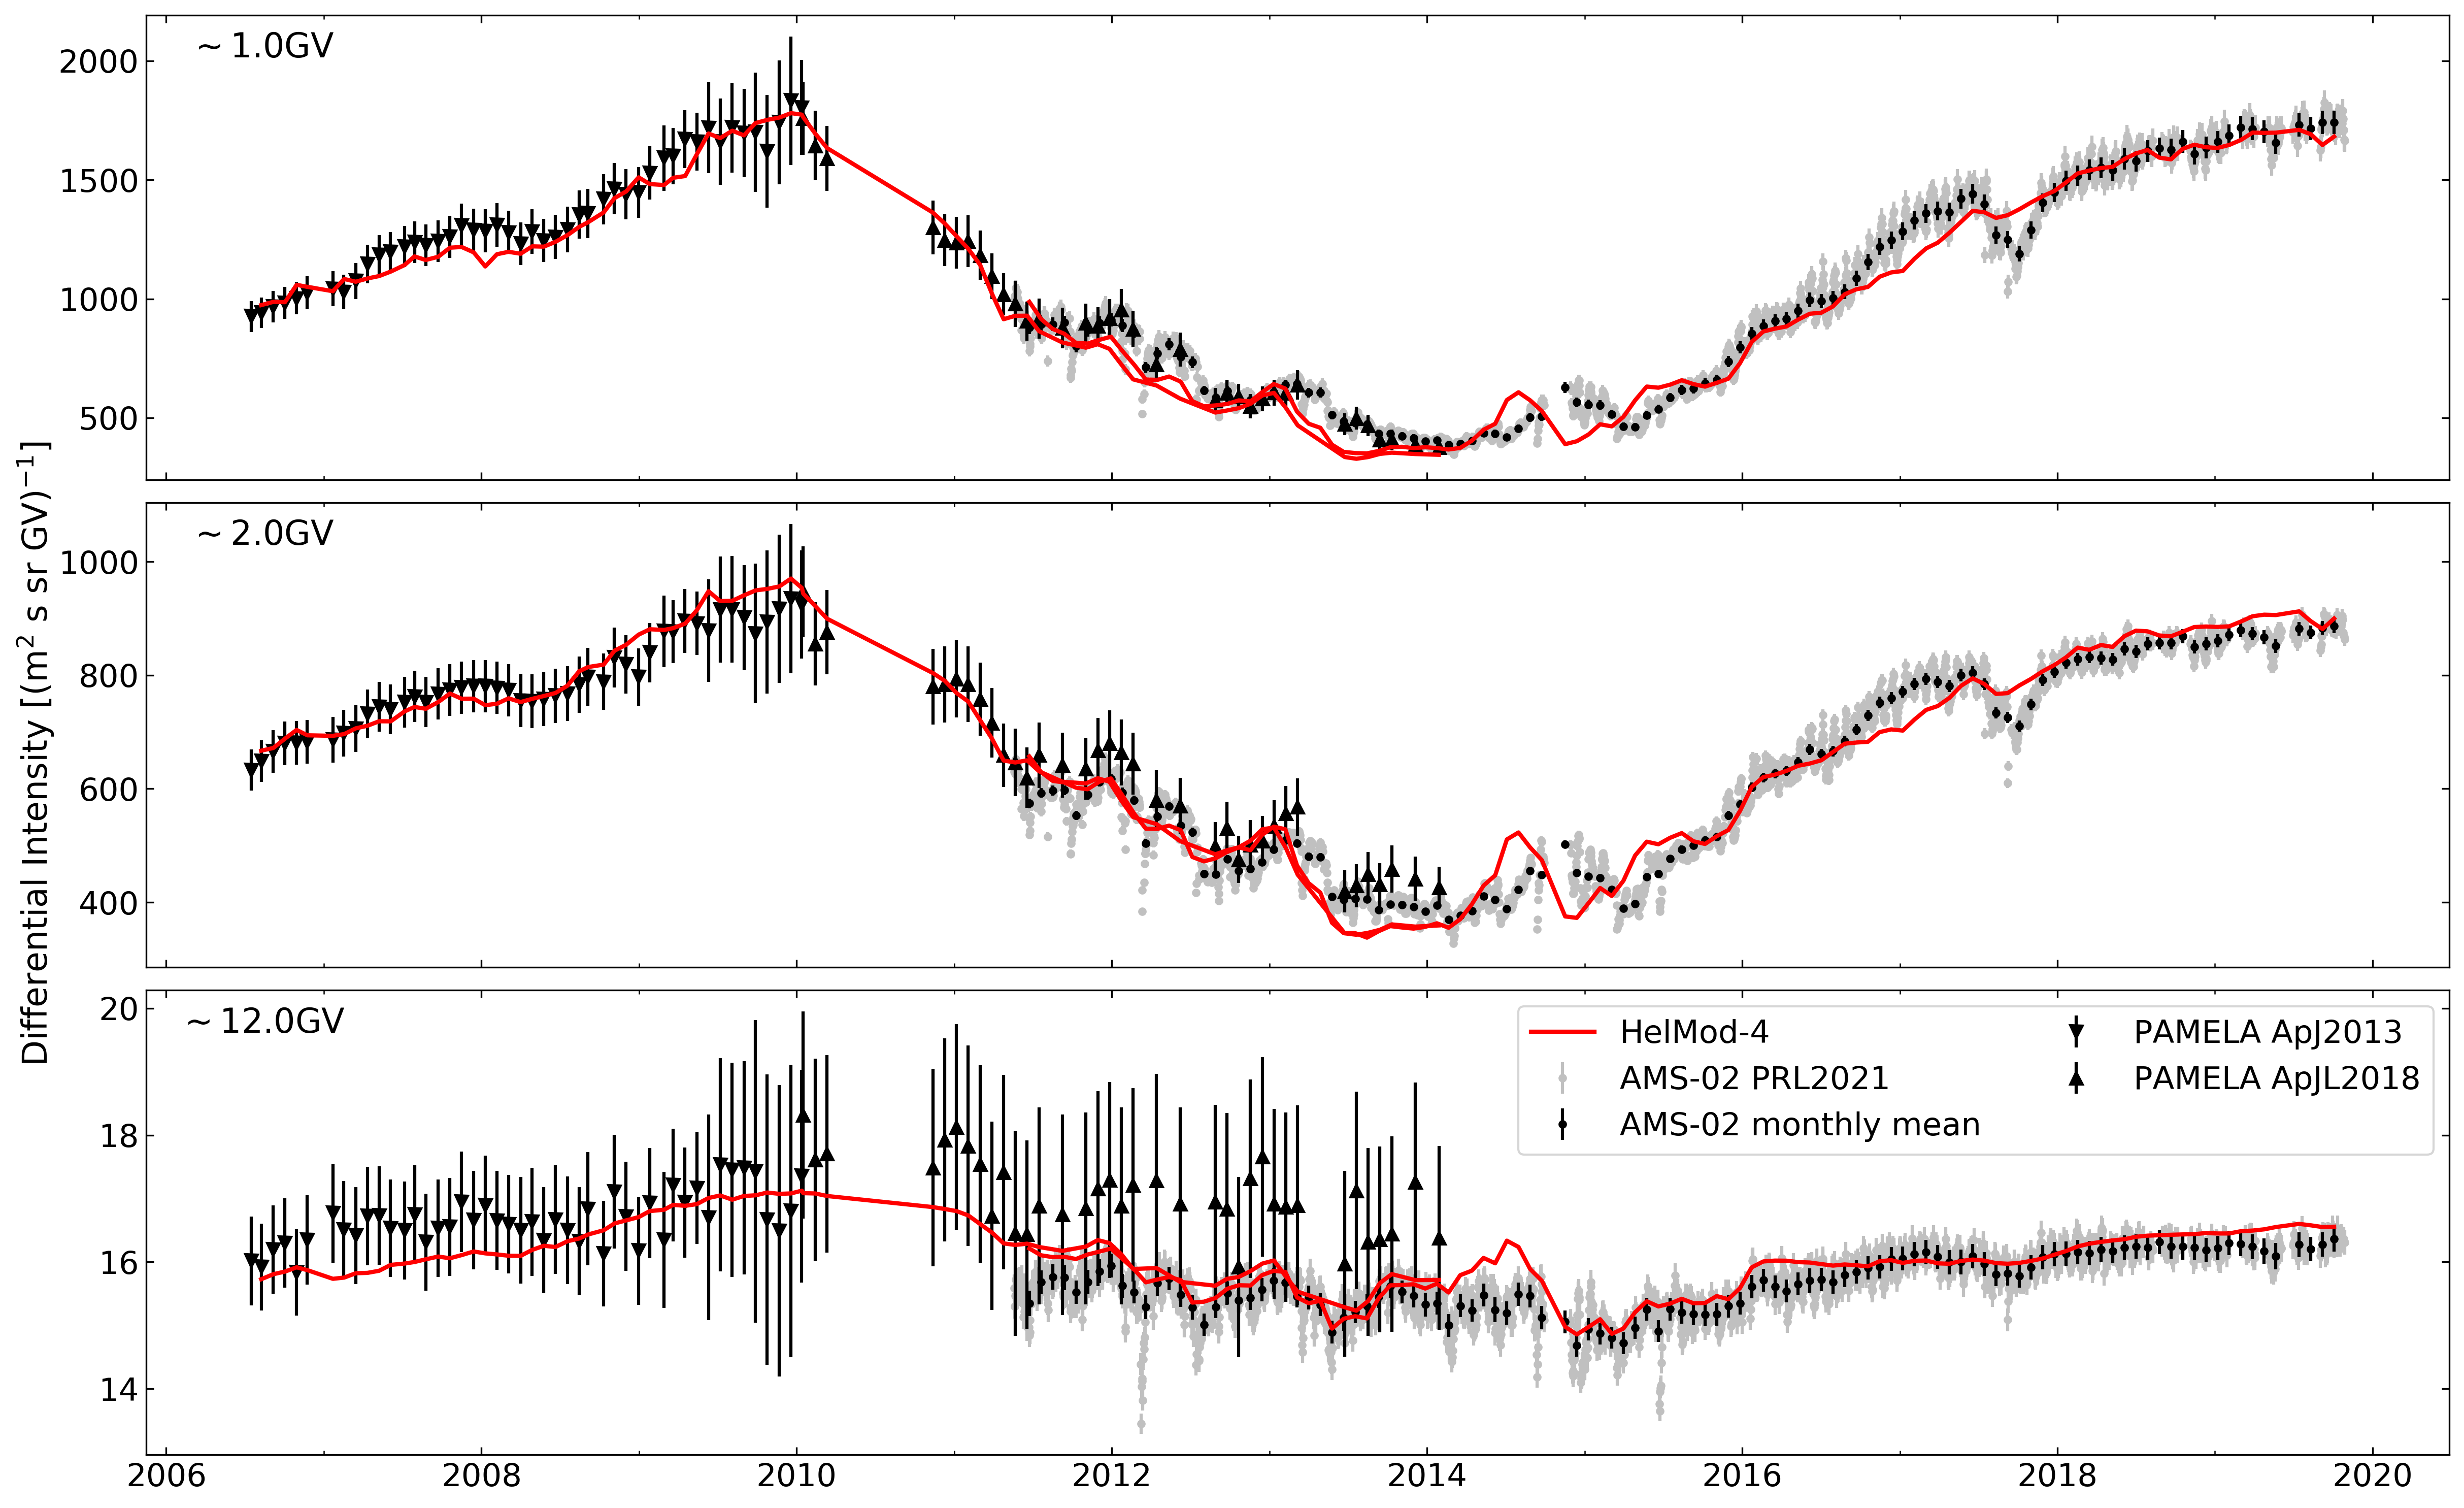 Differential Intensity [(m² s sr GV)⁻¹]
~ 1.0GV
2000
1500
1000
500
~ 2.0GV
1000
800
600
400
~ 12.0GV
20
18
16
14
HelMod-4
AMS-02 PRL2021
AMS-02 monthly mean
PAMELA ApJ2013
PAMELA ApJL2018
2006 2008 2010 2012 2014 2016 2018 2020